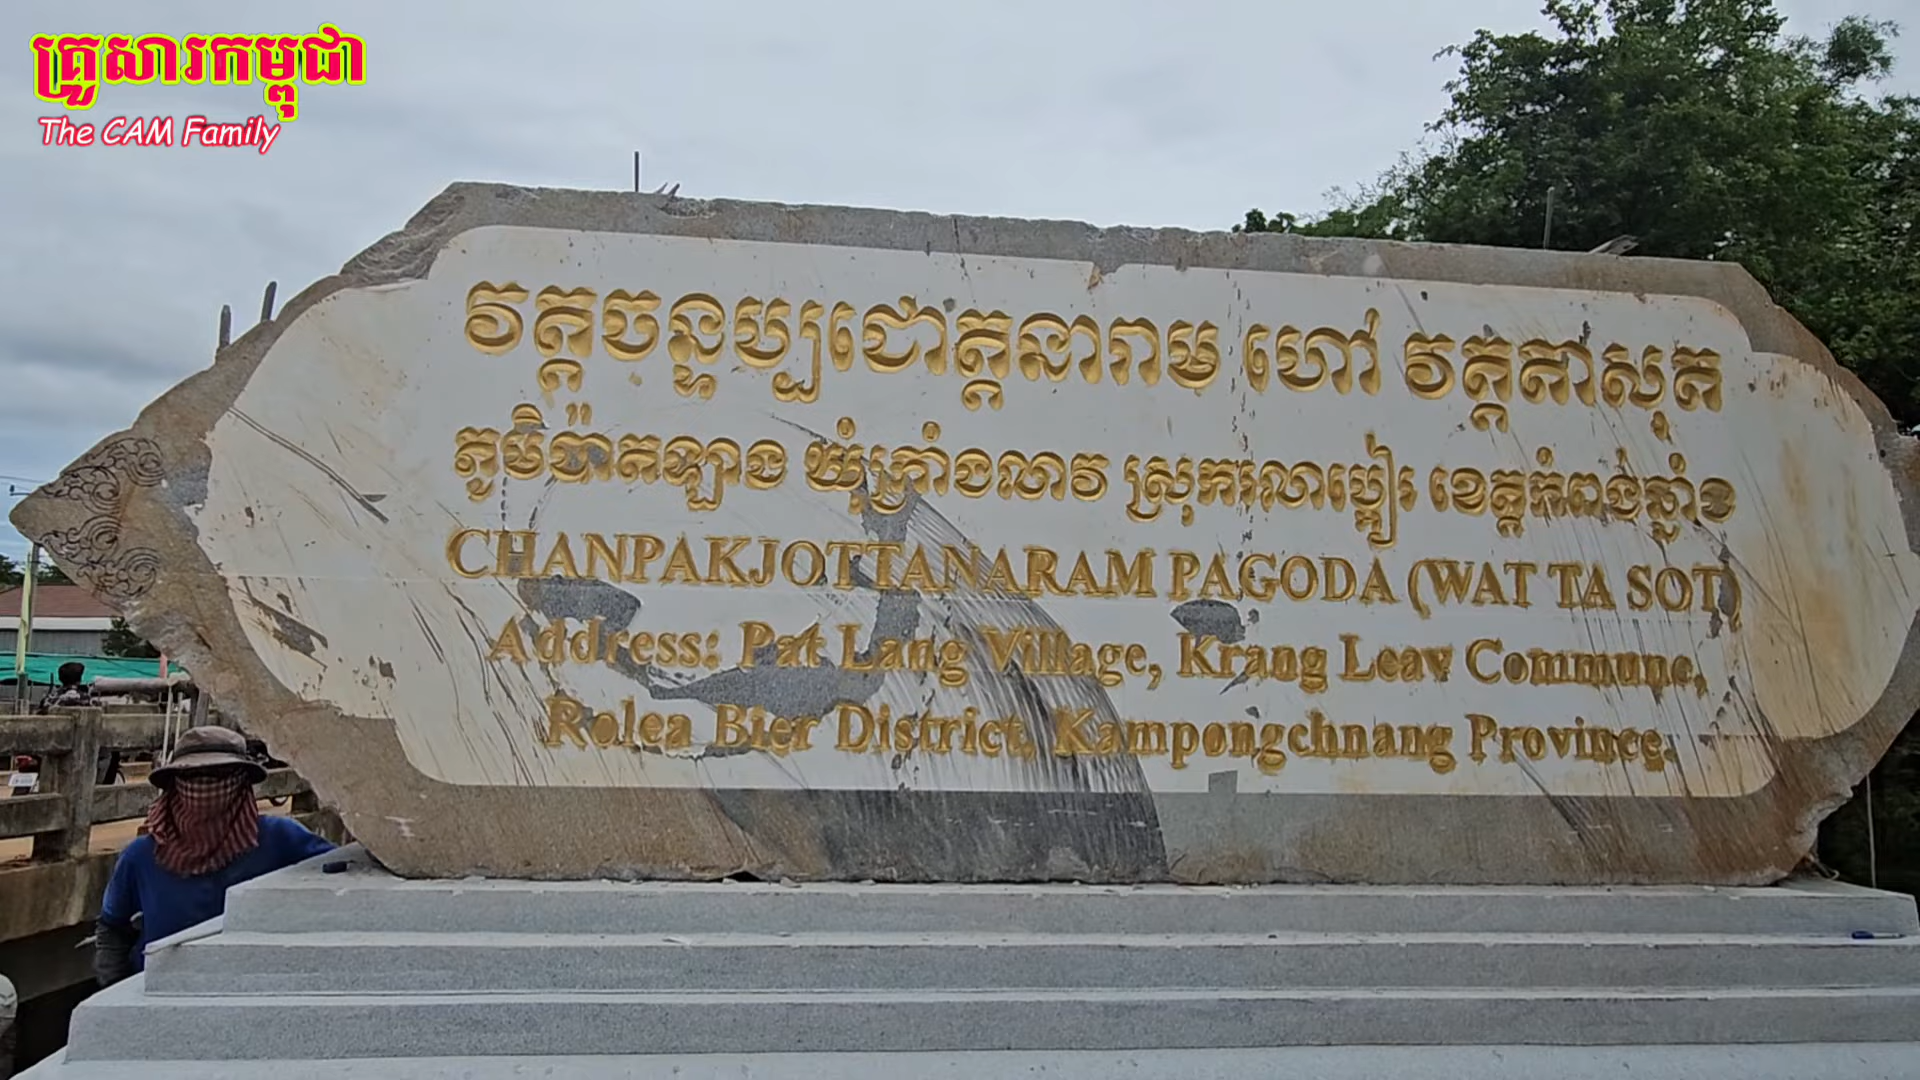 គ្រួសារកម្ពុជា
The CAM Family
វត្តចន្ទប្បជោត្តនារាម ហៅ វត្តតាសុត
ភូមិប៉ាតឡាង ឃុំក្រាំងលាវ ស្រុករលាប្អៀរ ខេត្តកំពង់ឆ្នាំង
CHANPAKJOTTANARAM PAGODA (WAT TA SOT)
Address: Pat Lang Village, Krang Leav Commune,
Rolea Bier District, Kampongchnang Province.